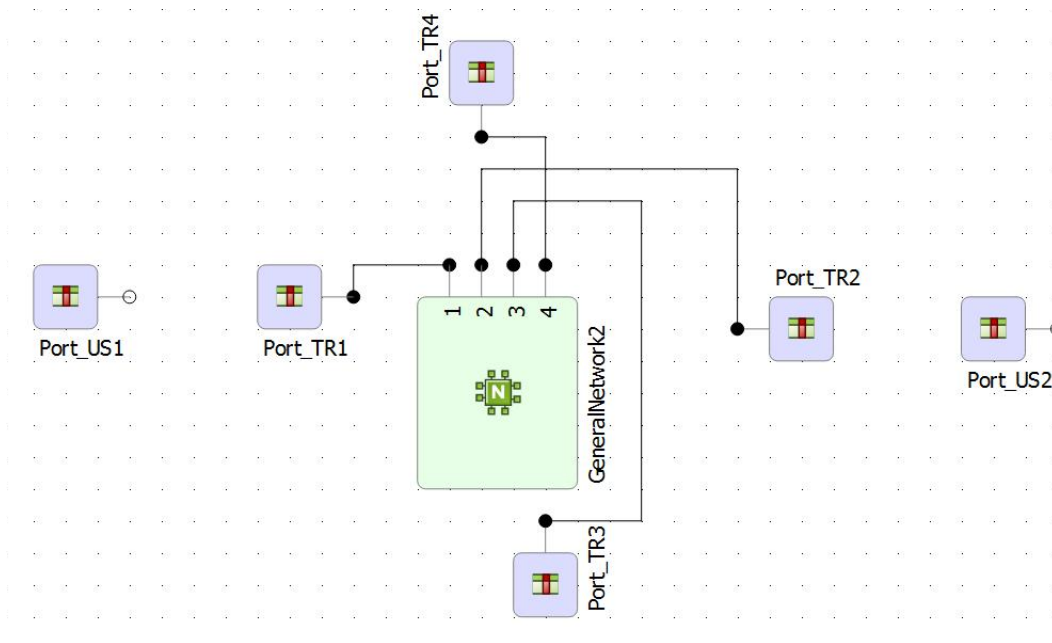 Port_TR4
Port_US1
Port_TR1
1
2
3
4
GeneralNetwork2
N
Port_TR2
Port_US2
Port_TR3